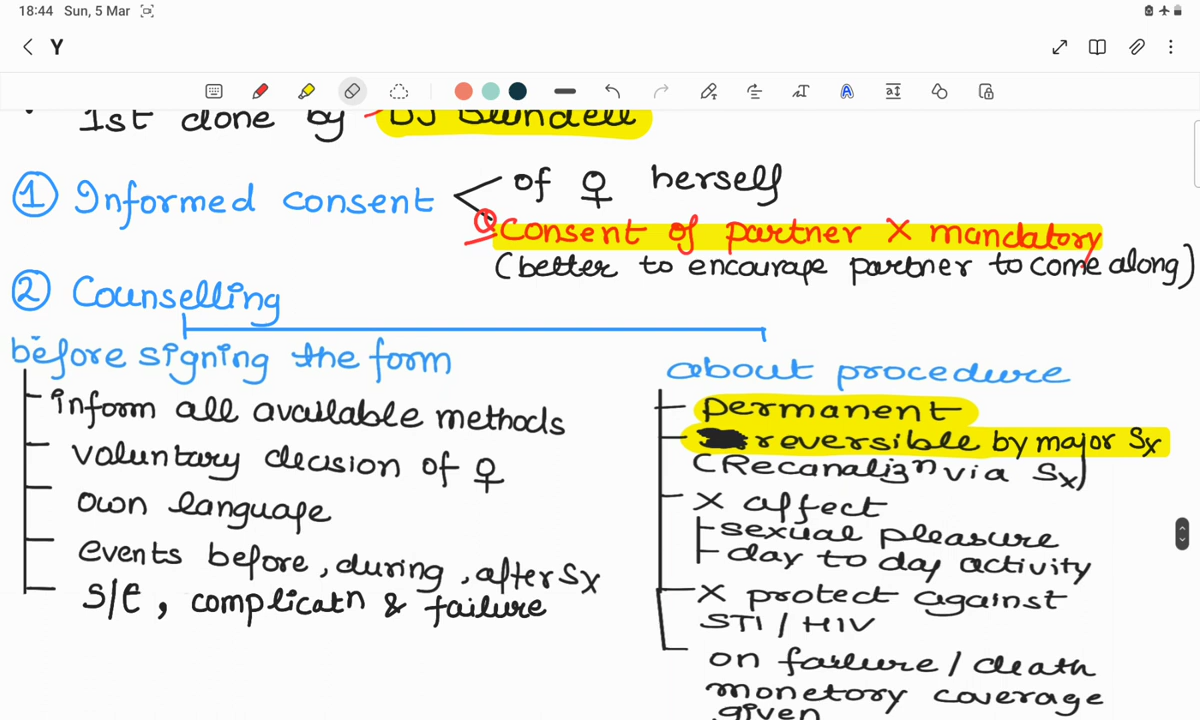 18:44 Sun, 5 Mar
Y
1st done by DJ Blundell
① Informed consent
of ♀ herself
Q Consent of partner X mandatory
(better to encourage partner to come along)
② Counselling
before signing the form
inform all available methods
voluntary decision of ♀
own language
events before, during, after Sx
S/E, complicatn & failure
about procedure
permanent
reversible by major Sx
(Recanalizn via Sx)
X affect
sexual pleasure
day to day activity
X protect against
STI / HIV
on failure / death
monetory coverage
given